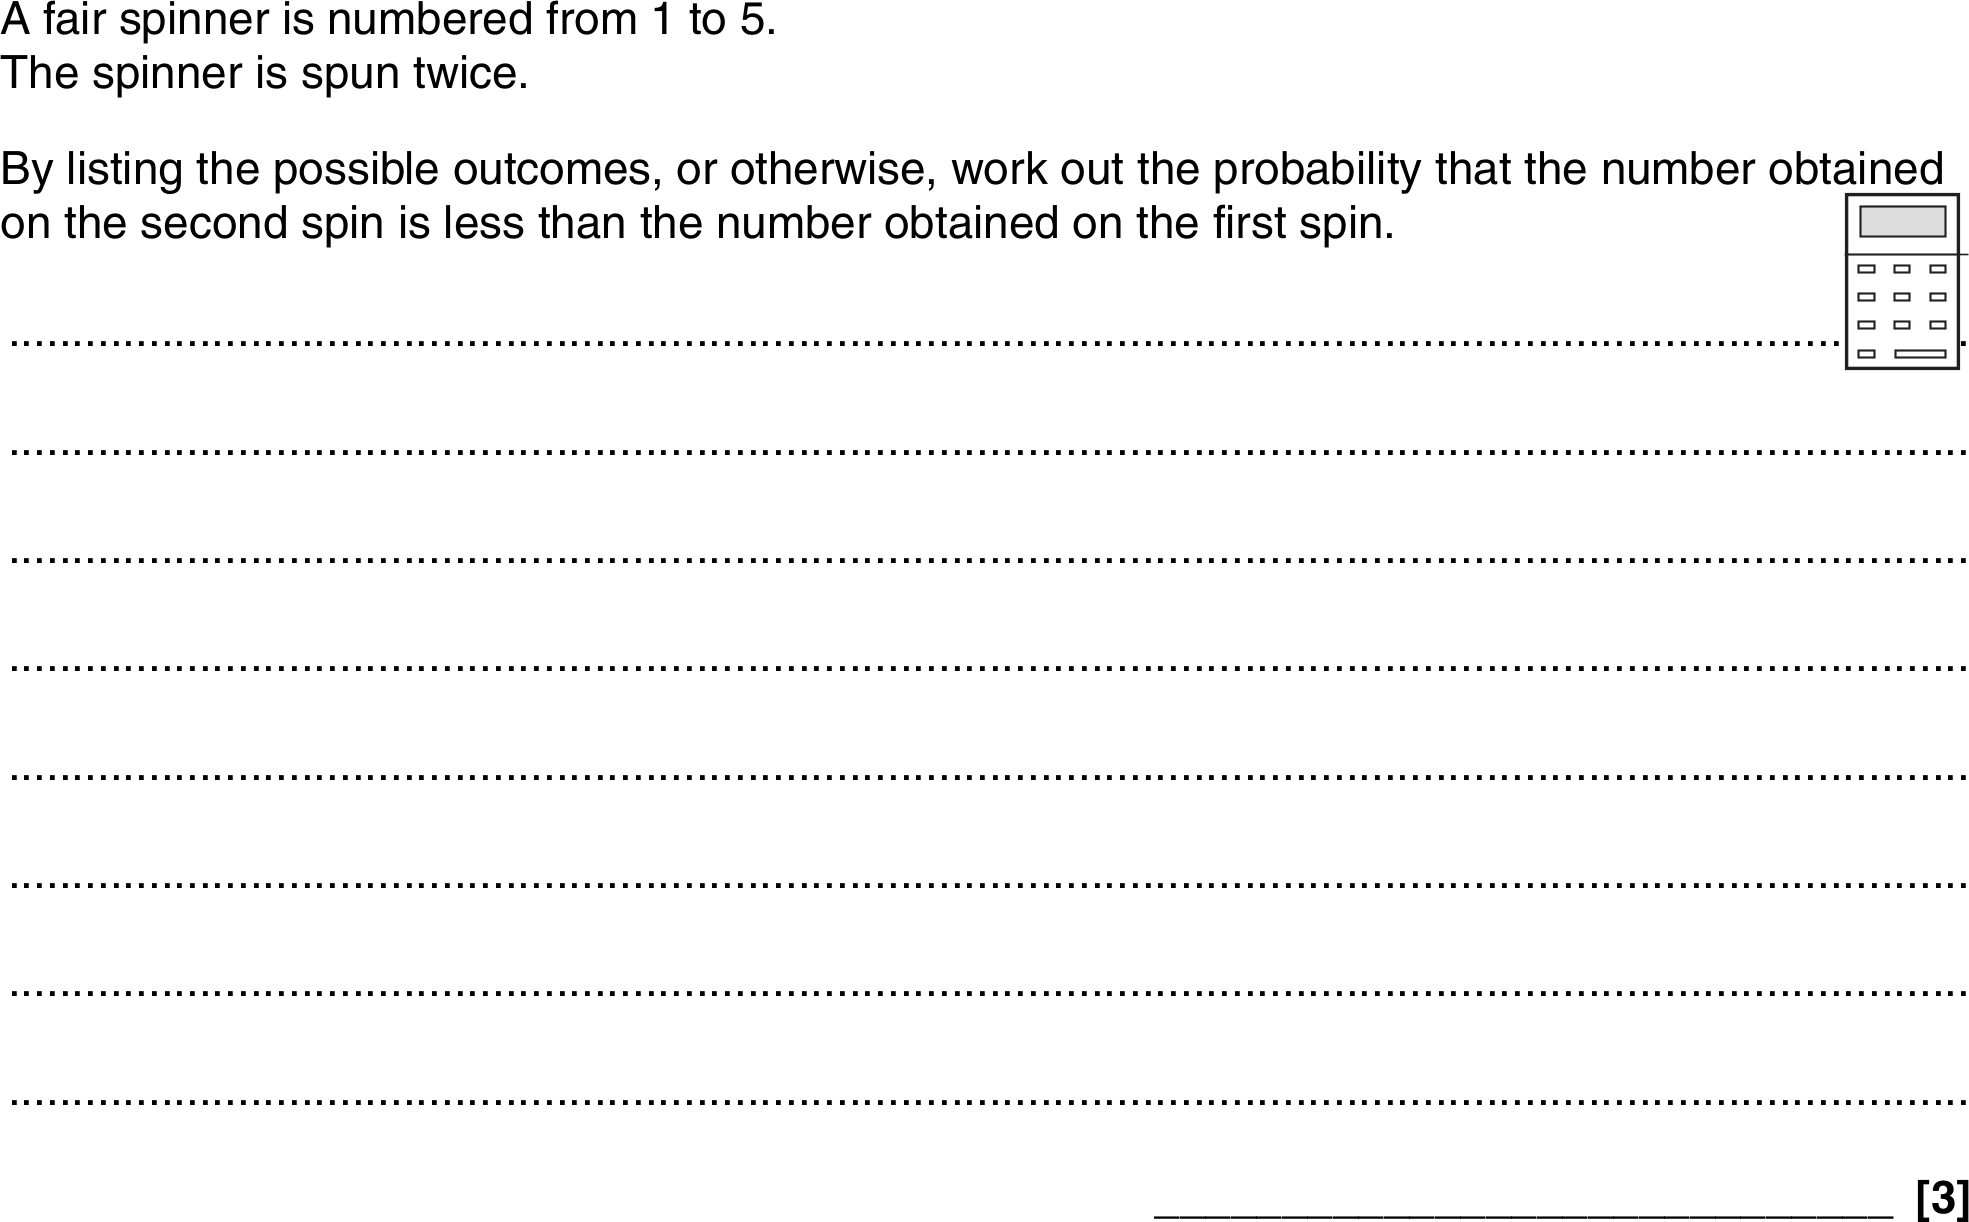 A fair spinner is numbered from 1 to 5.
The spinner is spun twice.
By listing the possible outcomes, or otherwise, work out the probability that the number obtained
on the second spin is less than the number obtained on the first spin.
[3]